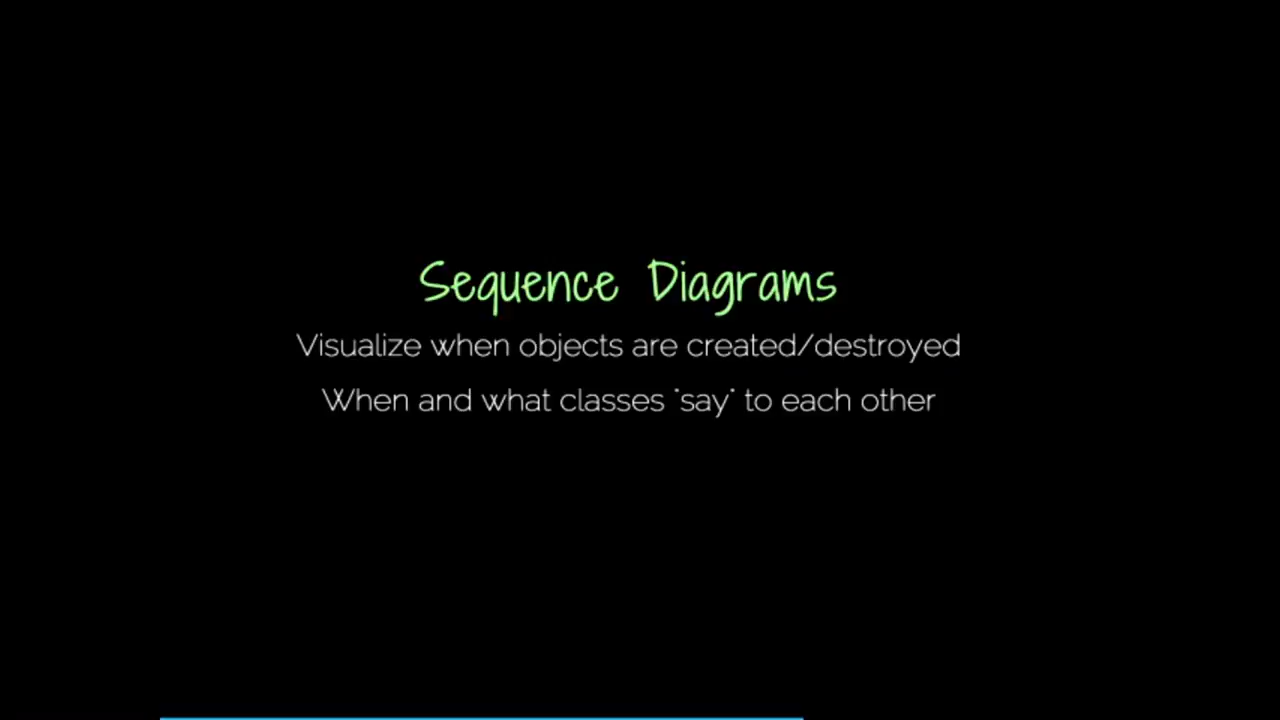 Sequence Diagrams
Visualize when objects are created/destroyed
When and what classes "say" to each other